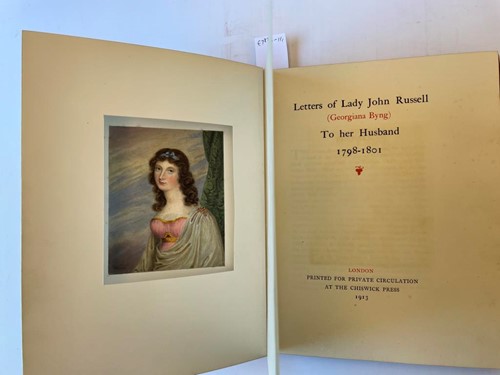 Letters of Lady John Russell
(Georgiana Byng)
To her Husband
1798-1801
LONDON
PRINTED FOR PRIVATE CIRCULATION
AT THE CHISWICK PRESS
1913